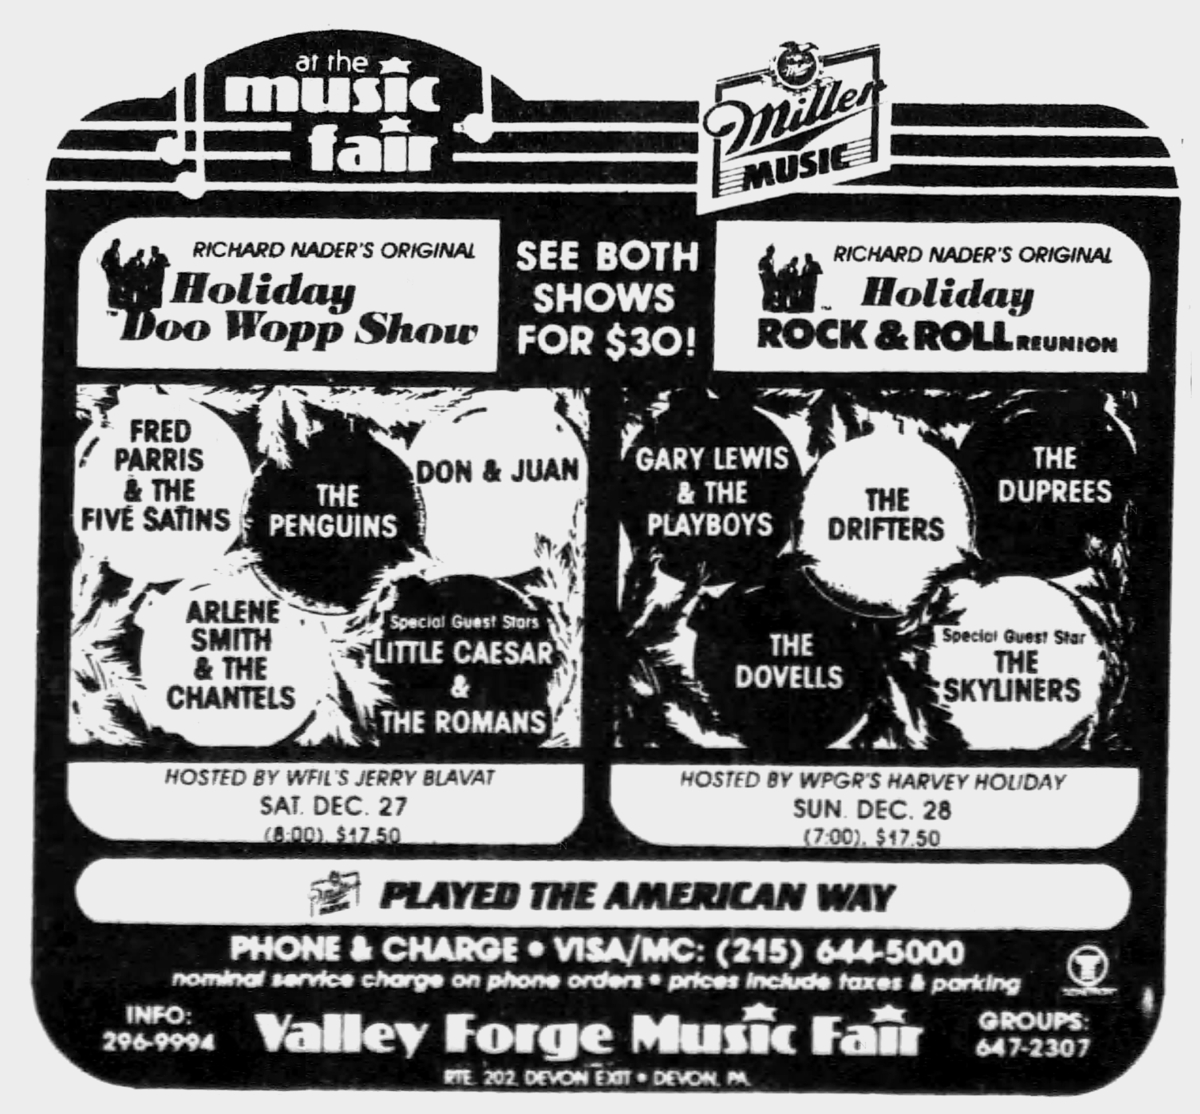 at the
music
fair
Miller
MUSIC
RICHARD NADER'S ORIGINAL
Holiday
™Doo Wopp Show
SEE BOTH
SHOWS
FOR $30!
RICHARD NADER'S ORIGINAL
™ Holiday
ROCK & ROLL REUNION
FRED
PARRIS
& THE
FIVE SATINS
THE
PENGUINS
DON & JUAN
ARLENE
SMITH
& THE
CHANTELS
Special Guest Stars
LITTLE CAESAR
&
THE ROMANS
GARY LEWIS
& THE
PLAYBOYS
THE
DRIFTERS
THE
DUPREES
THE
DOVELLS
Special Guest Star
THE
SKYLINERS
HOSTED BY WFIL'S JERRY BLAVAT
SAT. DEC. 27
(8:00), $17.50
HOSTED BY WPGR'S HARVEY HOLIDAY
SUN. DEC. 28
(7:00), $17.50
PLAYED THE AMERICAN WAY
PHONE & CHARGE • VISA/MC: (215) 644-5000
nominal service charge on phone orders • prices include taxes & parking
INFO:
296-9994
Valley Forge Music Fair
GROUPS:
647-2307
RTE. 202, DEVON EXIT • DEVON, PA.